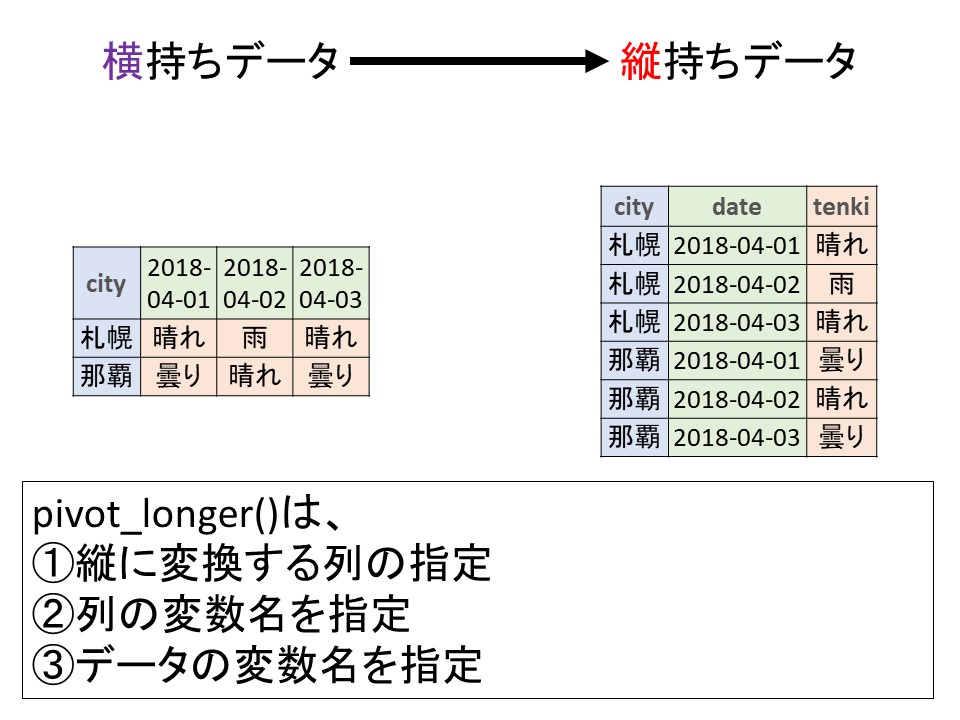 横持ちデータ
縦持ちデータ
city 2018-04-01 2018-04-02 2018-04-03
札幌 晴れ 雨 晴れ
那覇 曇り 晴れ 曇り
city date tenki
札幌 2018-04-01 晴れ
札幌 2018-04-02 雨
札幌 2018-04-03 晴れ
那覇 2018-04-01 曇り
那覇 2018-04-02 晴れ
那覇 2018-04-03 曇り
pivot_longer()は、
①縦に変換する列の指定
②列の変数名を指定
③データの変数名を指定